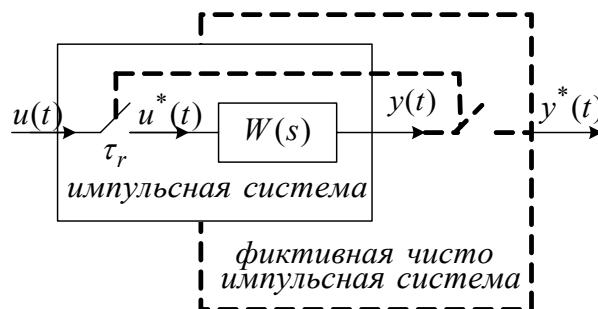 u(t)
u*(t)
y(t)
y*(t)
W(s)
τr
импульсная система
фиктивная чисто
импульсная система